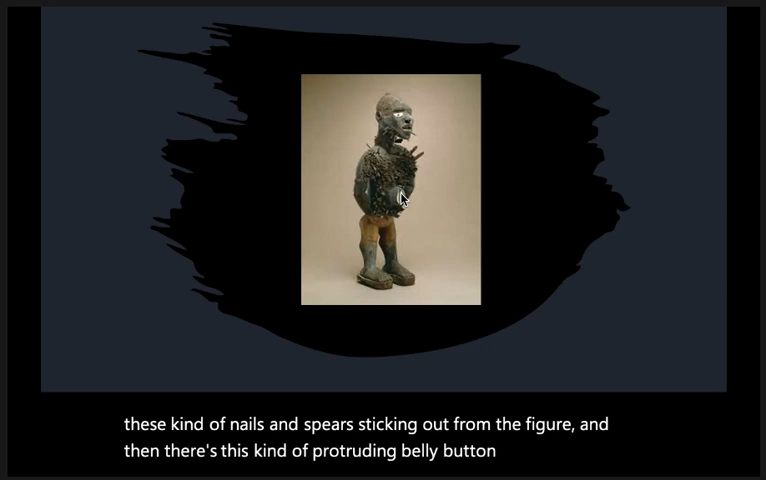 these kind of nails and spears sticking out from the figure, and
then there's this kind of protruding belly button